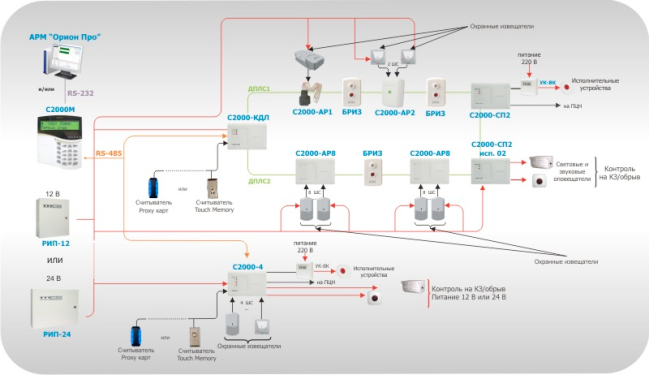 АРМ "Орион Про"
Охранные извещатели
питание
220 В
2 ШС
УК-ВК
Исполнительные
устройства
RS-232
ДПЛС1
и/или
С2000М
С2000-КДЛ
С2000-АР1
БРИЗ
С2000-АР2
БРИЗ
С2000-СП2
на ПЦН
RS-485
БРИЗ
С2000-АР8
С2000-АР8
С2000-СП2
исп. 02
Световые и
звуковые
оповещатели
Контроль
на КЗ/обрыв
ДПЛС2
или
8 ШС
8 ШС
12 В
Считыватель
Proxy карт
Считыватель
Touch Memory
РИП-12
ИЛИ
24 В
РИП-24
питание
220 В
Охранные извещатели
С2000-4
УК-ВК
Исполнительные
устройства
на ПЦН
4 ШС
Контроль на КЗ/обрыв
Питание 12 В или 24 В
или
Считыватель
Proxy карт
Считыватель
Touch Memory
Охранные извещатели